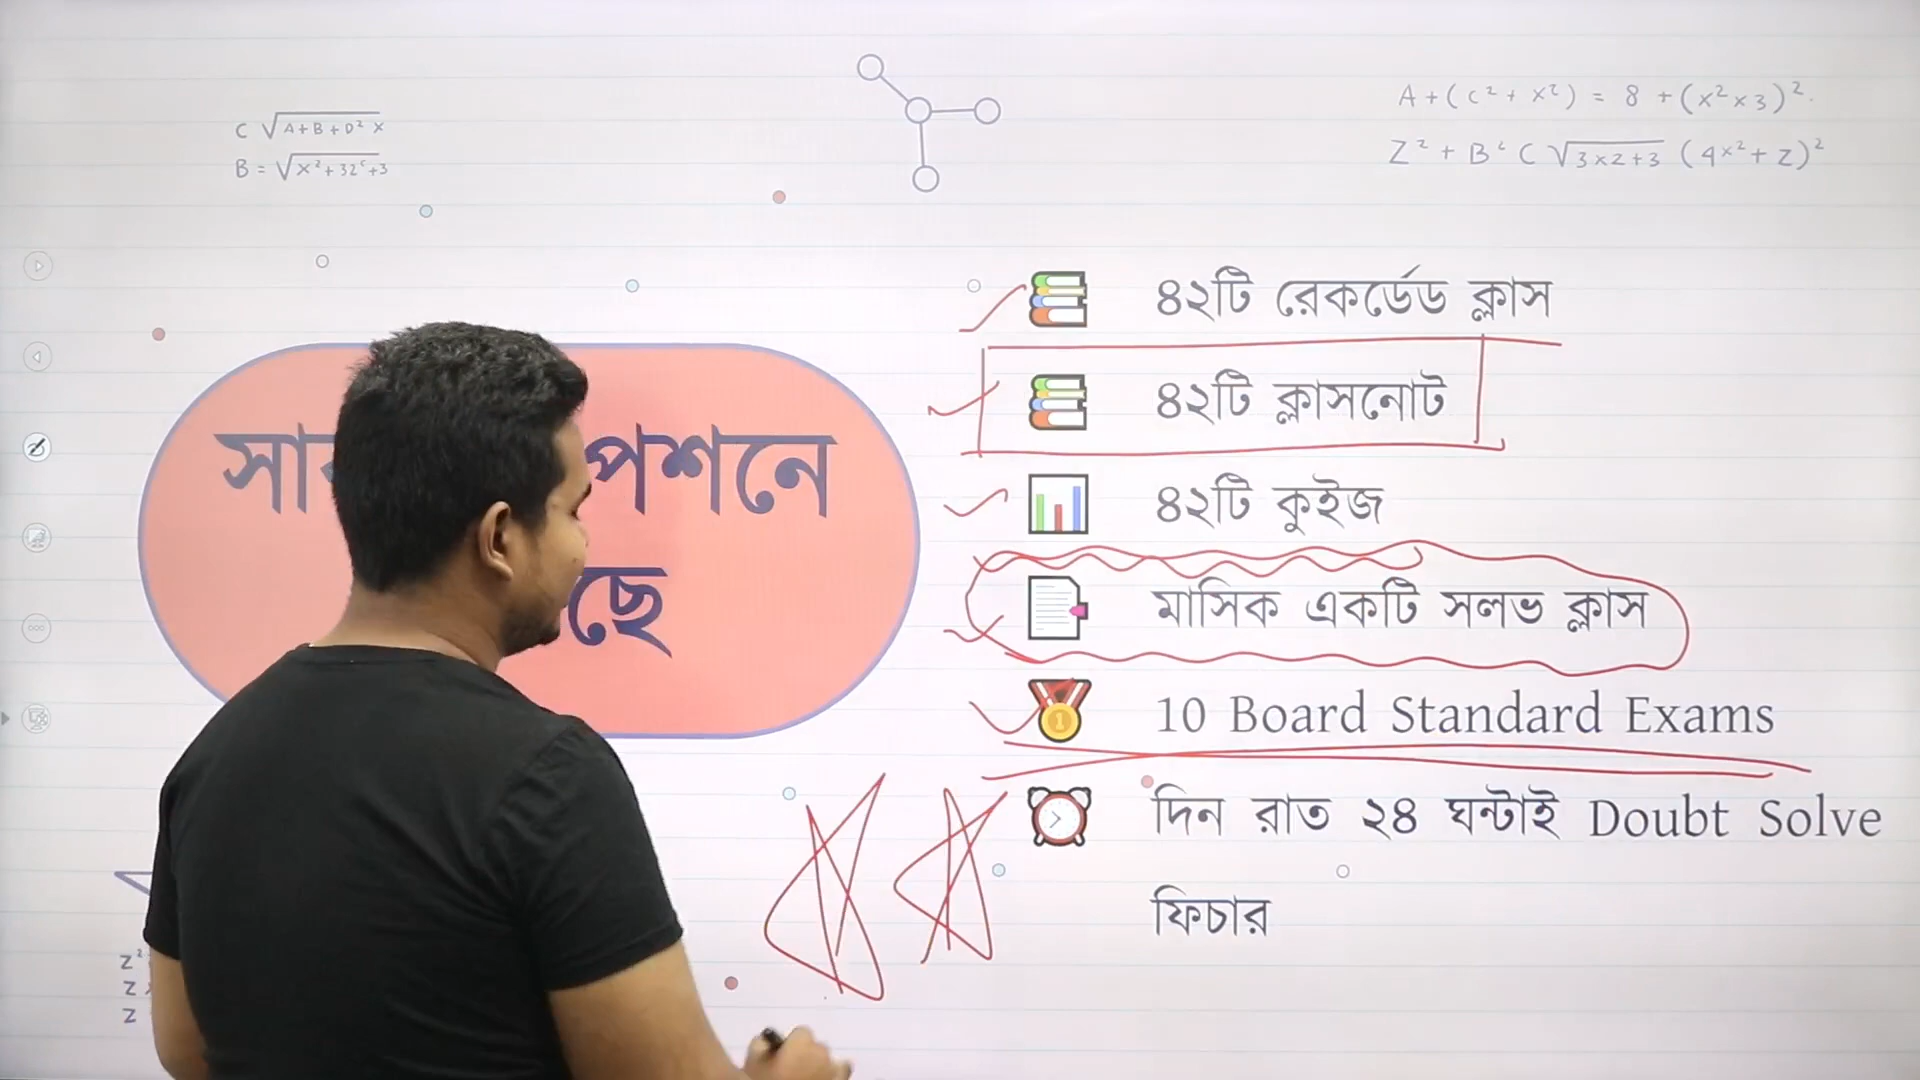 C √A+B+D² X
B = √X²+32ᶜ+3
A+(C²+X²) = 8 +(X²x3)².
Z² + B² C √3x2+3 (4x²+z)²
৪২টি রেকর্ডেড ক্লাস
৪২টি ক্লাসনোট
৪২টি কুইজ
মাসিক একটি সলভ ক্লাস
10 Board Standard Exams
দিন রাত ২৪ ঘন্টাই Doubt Solve
ফিচার
Z²
Z
Z